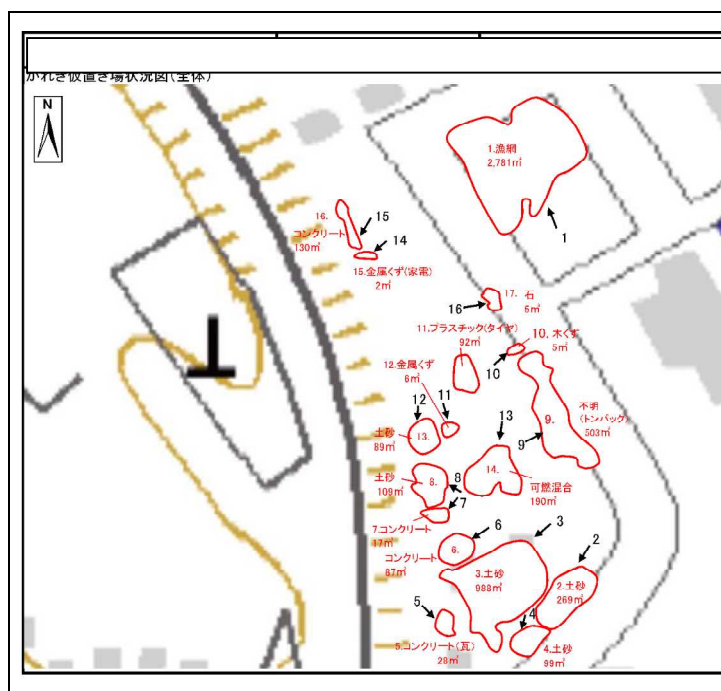 がれき仮置き場状況図(全体)
N
1.漁網
2,781㎡
1
16.
コンクリート
130㎡
15
14
15.金属くず(家電)
2㎡
17. 石
6㎡
16
11.プラスチック(タイヤ)
92㎡
10. 木くず
5㎡
10
12.金属くず
6㎡
12
11
13
不明
(トンパック)
503㎡
9.
9
土砂
89㎡
13.
14.
可燃混合
190㎡
土砂
109㎡
8.
8
7
7.コンクリート
17㎡
6
3
2
コンクリート
67㎡
6.
3.土砂
988㎡
2.土砂
269㎡
5
4
5.コンクリート(瓦)
28㎡
4.土砂
99㎡